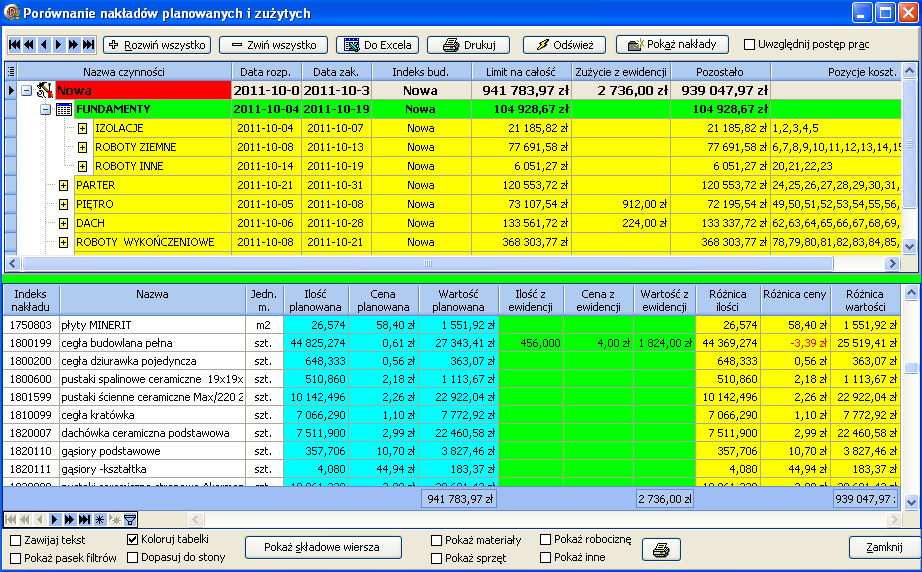 Porównanie nakładów planowanych i zużytych
Rozwiń wszystko Zwiń wszystko Do Excela Drukuj Odśwież Pokaż nakłady Uwzględnij postęp prac
Nazwa czynności Data rozp. Data zak. Indeks bud. Limit na całość Zużycie z ewidencji Pozostało Pozycje koszt.
Nowa 2011-10-0 2011-10-3 Nowa 941 783,97 zł 2 736,00 zł 939 047,97 zł
FUNDAMENTY 2011-10-04 2011-10-19 Nowa 104 928,67 zł 104 928,67 zł
IZOLACJE 2011-10-04 2011-10-07 Nowa 21 185,82 zł 21 185,82 zł 1,2,3,4,5
ROBOTY ZIEMNE 2011-10-08 2011-10-13 Nowa 77 691,58 zł 77 691,58 zł 6,7,8,9,10,11,12,13,14,15
ROBOTY INNE 2011-10-14 2011-10-19 Nowa 6 051,27 zł 6 051,27 zł 20,21,22,23
PARTER 2011-10-21 2011-10-31 Nowa 120 553,72 zł 120 553,72 zł 24,25,26,27,28,29,30,31,
PIĘTRO 2011-10-05 2011-10-08 Nowa 73 107,54 zł 912,00 zł 72 195,54 zł 49,50,51,52,53,54,55,56,
DACH 2011-10-06 2011-10-28 Nowa 133 561,72 zł 224,00 zł 133 337,72 zł 62,63,64,65,66,67,68,69,
ROBOTY WYKOŃCZENIOWE 2011-10-08 2011-10-21 Nowa 368 303,77 zł 368 303,77 zł 78,79,80,81,82,83,84,85,
Indeks nakładu Nazwa Jedn. m. Ilość planowana Cena planowana Wartość planowana Ilość z ewidencji Cena z ewidencji Wartość z ewidencji Różnica ilości Różnica ceny Różnica wartości
1750803 płyty MINERIT m2 26,574 58,40 zł 1 551,92 zł 26,574 58,40 zł 1 551,92 zł
1800199 cegła budowlana pełna szt. 44 825,274 0,61 zł 27 343,41 zł 456,000 4,00 zł 1 824,00 zł 44 369,274 -3,39 zł 25 519,41 zł
1800200 cegła dziurawka pojedyncza szt. 648,333 0,56 zł 363,07 zł 648,333 0,56 zł 363,07 zł
1800600 pustaki spalinowe ceramiczne 19x19x szt. 510,860 2,18 zł 1 113,67 zł 510,860 2,18 zł 1 113,67 zł
1801599 pustaki ścienne ceramiczne Max/220 2 szt. 10 142,496 2,26 zł 22 922,04 zł 10 142,496 2,26 zł 22 922,04 zł
1810099 cegła kratówka szt. 7 066,290 1,10 zł 7 772,92 zł 7 066,290 1,10 zł 7 772,92 zł
1820007 dachówka ceramiczna podstawowa szt. 7 511,900 2,99 zł 22 460,58 zł 7 511,900 2,99 zł 22 460,58 zł
1820110 gąsiory podstawowe szt. 357,706 10,70 zł 3 827,46 zł 357,706 10,70 zł 3 827,46 zł
1820111 gąsiory -kształtka szt. 4,080 44,94 zł 183,37 zł 4,080 44,94 zł 183,37 zł
941 783,97 zł 2 736,00 zł 939 047,97
Zawijaj tekst Koloruj tabelki Pokaż składowe wiersza Pokaż materiały Pokaż robociznę Zamknij
Pokaż pasek filtrów Dopasuj do stony Pokaż sprzęt Pokaż inne